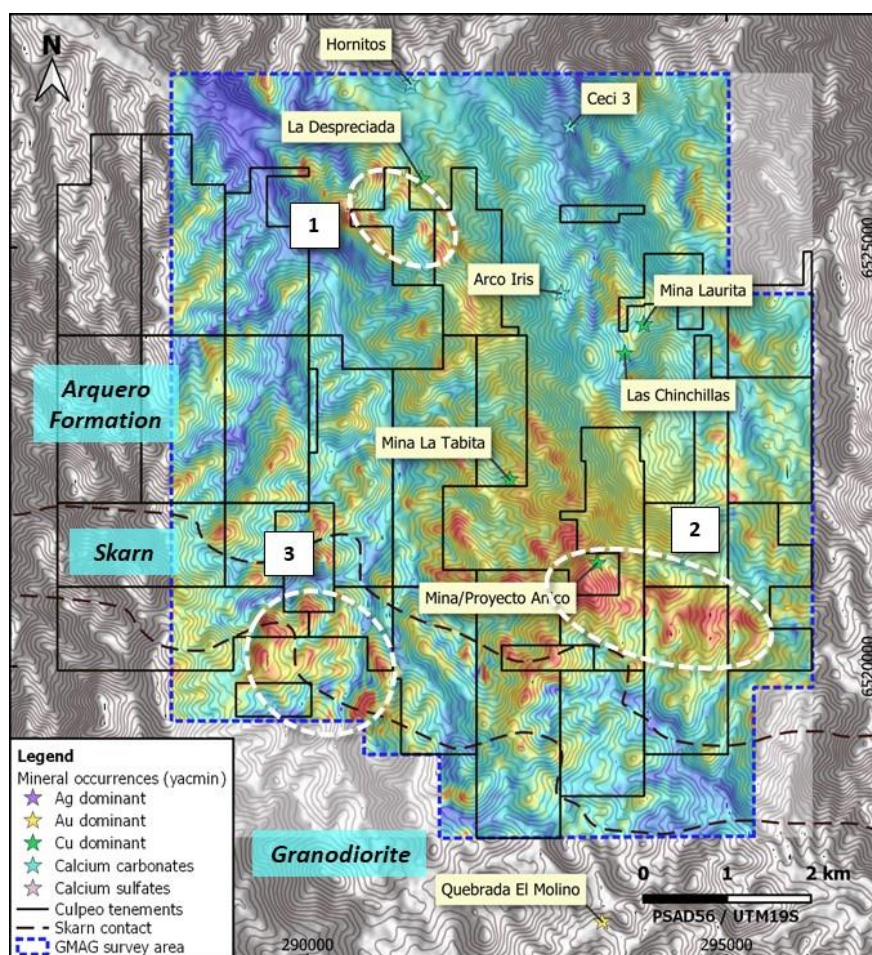 N
Hornitos
Ceci 3
La Despreciada
1
6525000
Arco Iris
Mina Laurita
Arquero
Formation
Las Chinchillas
Mina La Tabita
2
Skarn
3
Mina/Proyecto Arrico
6520000
Legend
Mineral occurrences (yacmin)
Ag dominant
Au dominant
Cu dominant
Calcium carbonates
Calcium sulfates
Culpeo tenements
Skarn contact
GMAG survey area
Granodiorite
0 1 2 km
PSAD56 / UTM19S
Quebrada El Molino
290000
295000